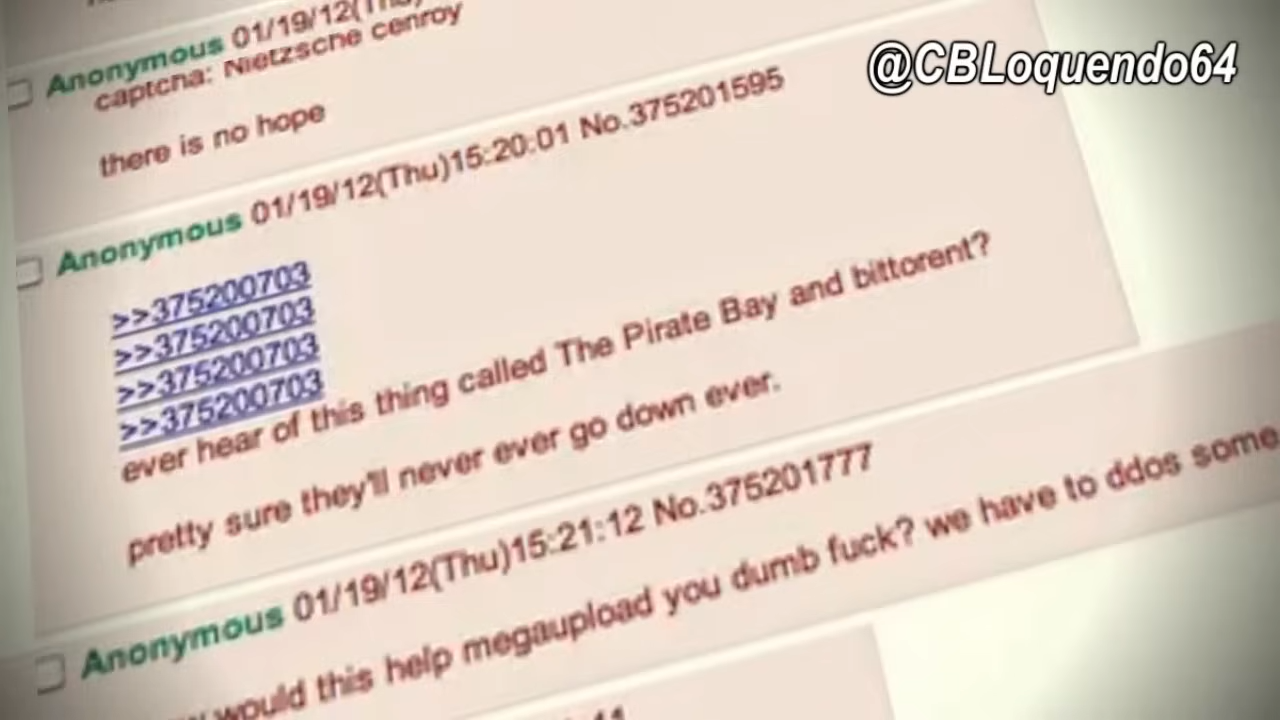 @CBLoquendo64
Anonymous 01/19/12(Thu)
captcha: Nietzsche cenroy
there is no hope
Anonymous 01/19/12(Thu)15:20:01 No.375201595
>>375200703
>>375200703
>>375200703
>>375200703
ever hear of this thing called The Pirate Bay and bittorent?
pretty sure they'll never ever go down ever.
Anonymous 01/19/12(Thu)15:21:12 No.375201777
would this help megaupload you dumb fuck? we have to ddos some